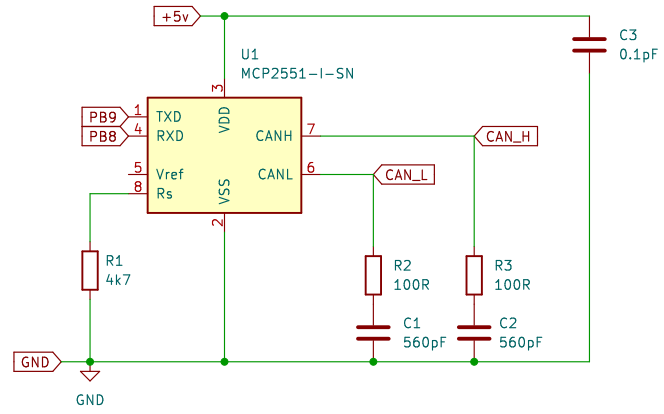 +5v
C3
0.1pF
U1
MCP2551-I-SN
3
VDD
PB9
1
TXD
PB8
4
RXD
CANH
7
CAN_H
5
Vref
CANL
6
CAN_L
8
Rs
VSS
2
R1
4k7
R2
100R
R3
100R
C1
560pF
C2
560pF
GND
GND